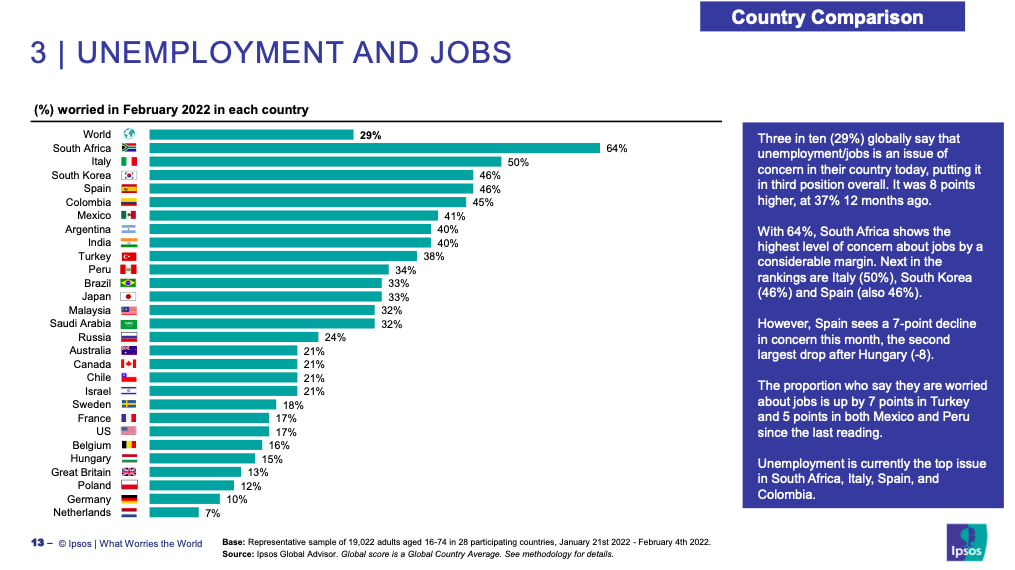 Country Comparison
3 | UNEMPLOYMENT AND JOBS
(%) worried in February 2022 in each country
World 29%
South Africa 64%
Italy 50%
South Korea 46%
Spain 46%
Colombia 45%
Mexico 41%
Argentina 40%
India 40%
Turkey 38%
Peru 34%
Brazil 33%
Japan 33%
Malaysia 32%
Saudi Arabia 32%
Russia 24%
Australia 21%
Canada 21%
Chile 21%
Israel 21%
Sweden 18%
France 17%
US 17%
Belgium 16%
Hungary 15%
Great Britain 13%
Poland 12%
Germany 10%
Netherlands 7%
Three in ten (29%) globally say that
unemployment/jobs is an issue of
concern in their country today, putting it
in third position overall. It was 8 points
higher, at 37% 12 months ago.
With 64%, South Africa shows the
highest level of concern about jobs by a
considerable margin. Next in the
rankings are Italy (50%), South Korea
(46%) and Spain (also 46%).
However, Spain sees a 7-point decline
in concern this month, the second
largest drop after Hungary (-8).
The proportion who say they are worried
about jobs is up by 7 points in Turkey
and 5 points in both Mexico and Peru
since the last reading.
Unemployment is currently the top issue
in South Africa, Italy, Spain, and
Colombia.
13 – © Ipsos | What Worries the World
Base: Representative sample of 19,022 adults aged 16-74 in 28 participating countries, January 21st 2022 - February 4th 2022.
Source: Ipsos Global Advisor. Global score is a Global Country Average. See methodology for details.
Ipsos